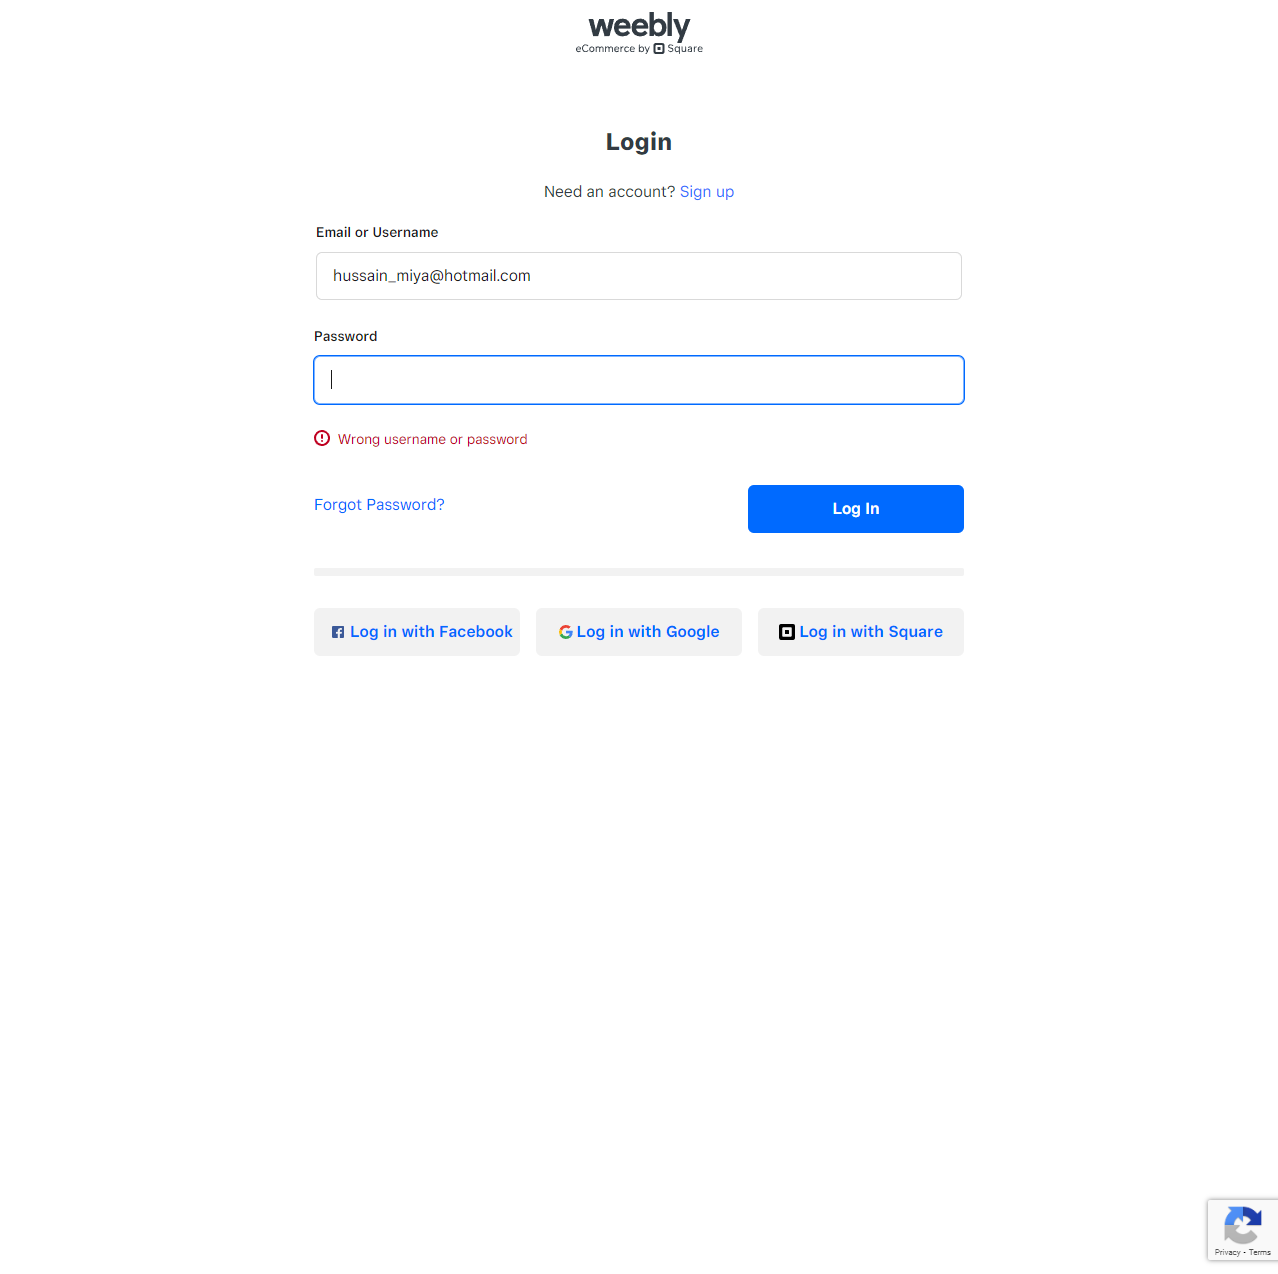 weebly
eCommerce by Square
Login
Need an account? Sign up
Email or Username
hussain_miya@hotmail.com
Password
Wrong username or password
Forgot Password?
Log In
Log in with Facebook
Log in with Google
Log in with Square
Privacy - Terms